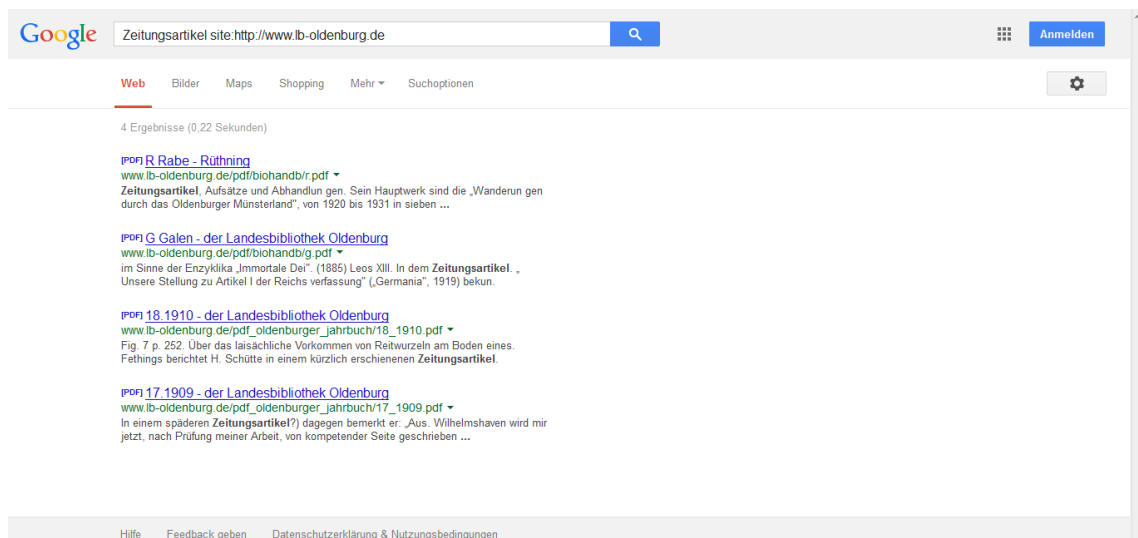 Google Zeitungsartikel site:http://www.lb-oldenburg.de Anmelden
Web Bilder Maps Shopping Mehr Suchoptionen
4 Ergebnisse (0,22 Sekunden)
[PDF] R Rabe - Rüthning
www.lb-oldenburg.de/pdf/biohandb/r.pdf
Zeitungsartikel, Aufsätze und Abhandlun gen. Sein Hauptwerk sind die „Wanderun gen
durch das Oldenburger Münsterland", von 1920 bis 1931 in sieben ...
[PDF] G Galen - der Landesbibliothek Oldenburg
www.lb-oldenburg.de/pdf/biohandb/g.pdf
im Sinne der Enzyklika „Immortale Dei". (1885) Leos XIII. In dem Zeitungsartikel. „
Unsere Stellung zu Artikel I der Reichs verfassung" („Germania", 1919) bekun.
[PDF] 18.1910 - der Landesbibliothek Oldenburg
www.lb-oldenburg.de/pdf_oldenburger_jahrbuch/18_1910.pdf
Fig. 7 p. 252. Über das laisächliche Vorkommen von Reitwurzeln am Boden eines.
Fethings berichtet H. Schütte in einem kürzlich erschienenen Zeitungsartikel.
[PDF] 17.1909 - der Landesbibliothek Oldenburg
www.lb-oldenburg.de/pdf_oldenburger_jahrbuch/17_1909.pdf
In einem späderen Zeitungsartikel?) dagegen bemerkt er: „Aus. Wilhelmshaven wird mir
jetzt, nach Prüfung meiner Arbeit, von kompetender Seite geschrieben ...
Hilfe Feedback geben Datenschutzerklärung & Nutzungsbedingungen